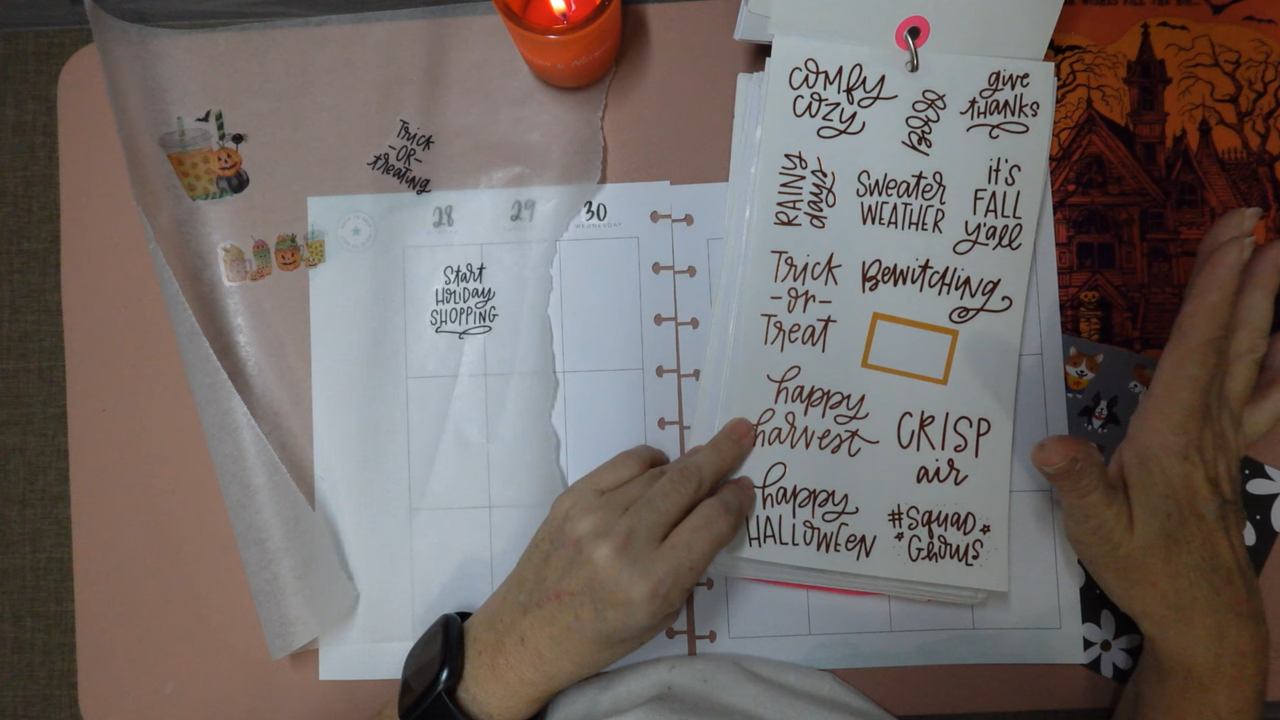 Trick
-OR-
treating
28
29
30
WEDNESDAY
Start
Holiday
SHOPPING
comfy
cozy
Boo
give
thanks
RAINY
days
Sweater
WEATHER
it's
FALL
y'all
Trick
-or-
Treat
Bewitching
happy
harvest
CRISP
air
happy
HALLOWEEN
#Squad
Ghouls